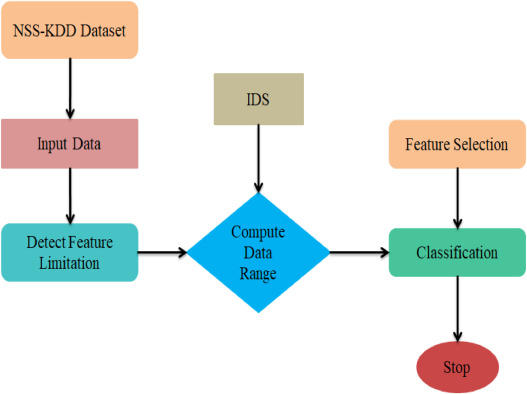 NSS-KDD Dataset
Input Data
Detect Feature
Limitation
IDS
Compute
Data
Range
Feature Selection
Classification
Stop